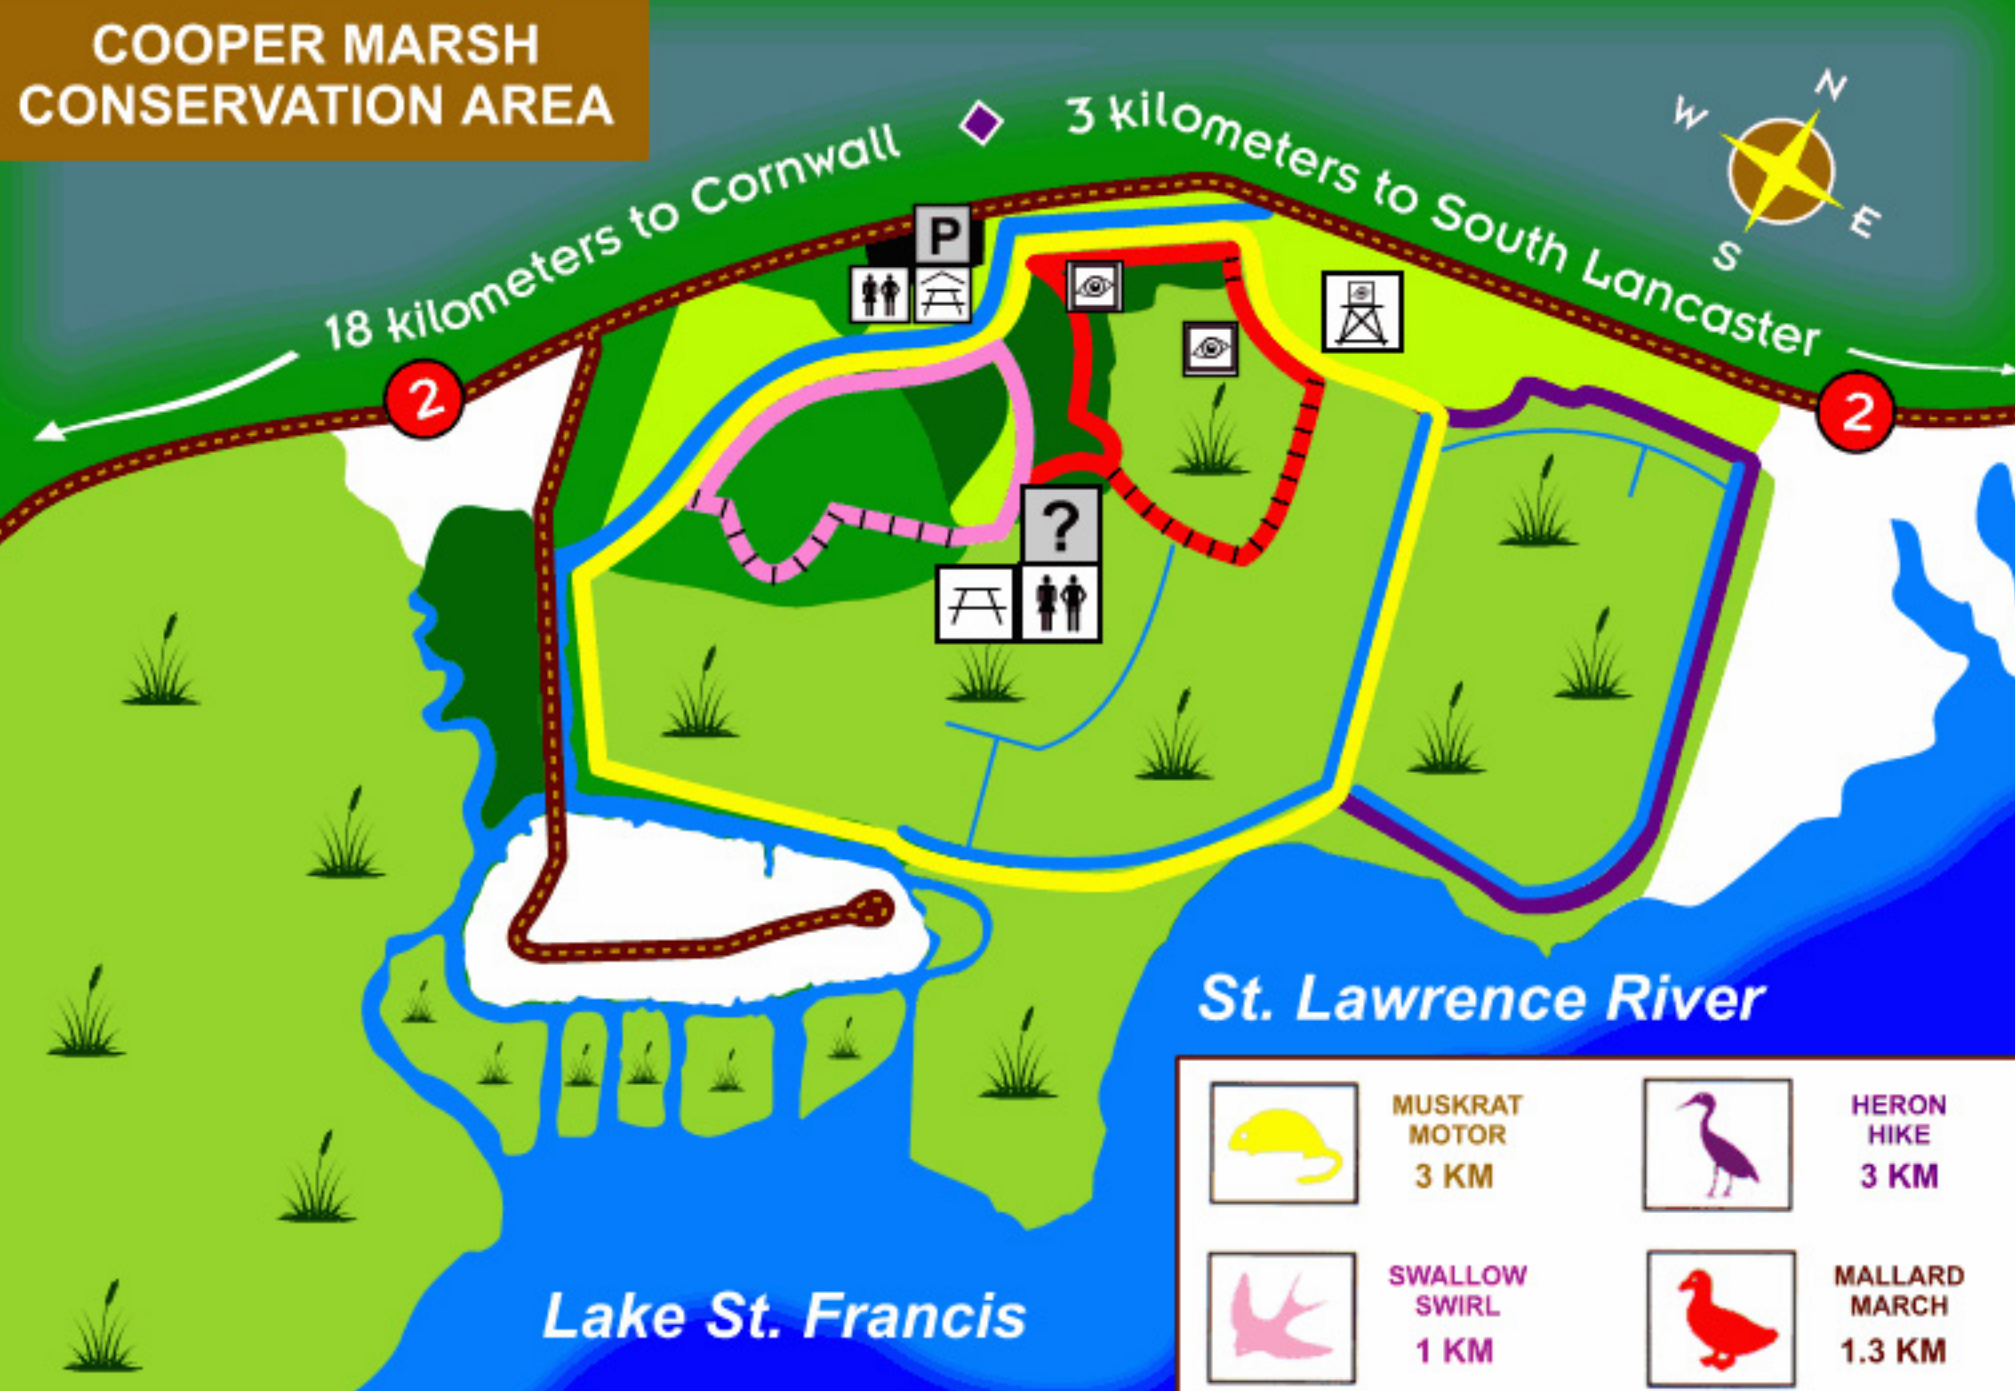 COOPER MARSH
CONSERVATION AREA
18 kilometers to Cornwall
3 kilometers to South Lancaster
N
W
E
S
P
2
2
?
St. Lawrence River
Lake St. Francis
MUSKRAT
MOTOR
3 KM
HERON
HIKE
3 KM
SWALLOW
SWIRL
1 KM
MALLARD
MARCH
1.3 KM